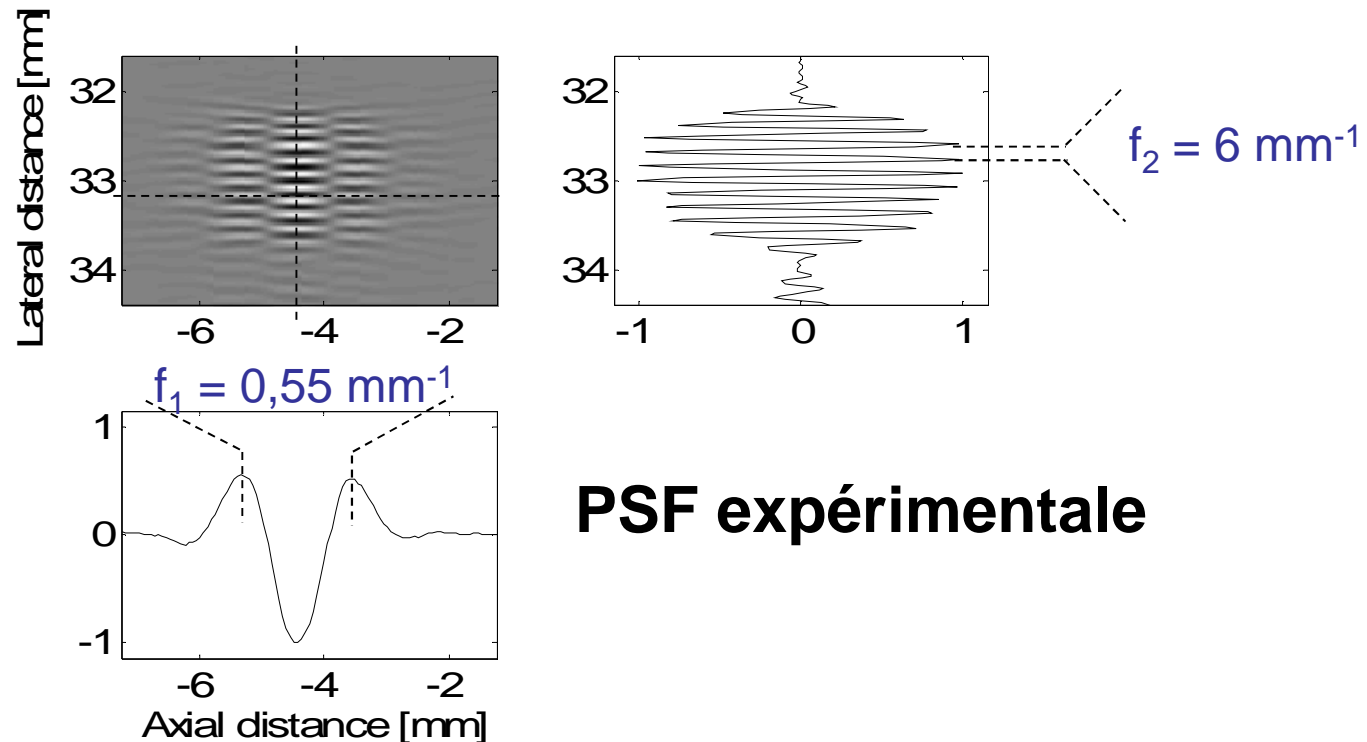 Lateral distance [mm]
32
33
34
-6 -4 -2
32
33
34
-1 0 1
f₂ = 6 mm⁻¹
f₁ = 0,55 mm⁻¹
1
0
-1
-6 -4 -2
Axial distance [mm]
PSF expérimentale